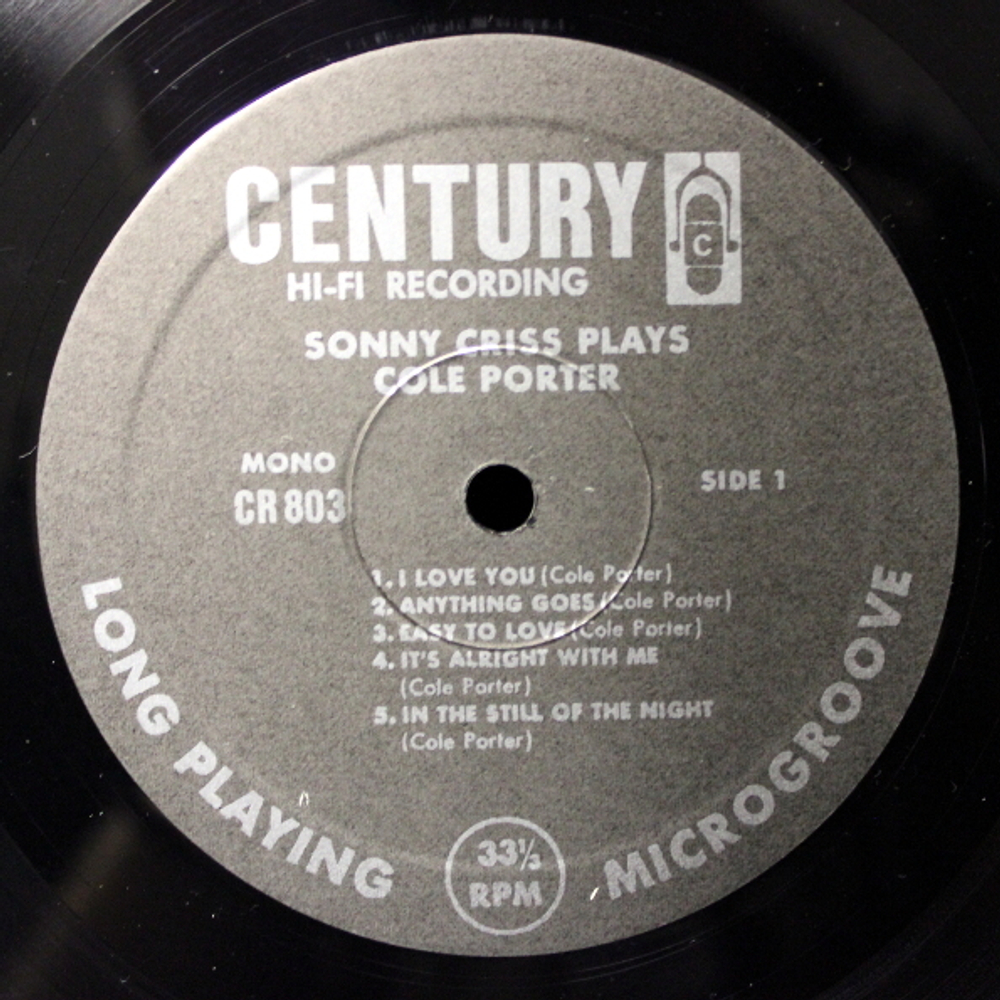 CENTURY
C
HI-FI RECORDING
SONNY CRISS PLAYS
COLE PORTER
MONO
CR 803
SIDE 1
1. I LOVE YOU (Cole Porter)
2. ANYTHING GOES (Cole Porter)
3. EASY TO LOVE (Cole Porter)
4. IT'S ALRIGHT WITH ME
(Cole Porter)
5. IN THE STILL OF THE NIGHT
(Cole Porter)
LONG PLAYING
33⅓
RPM
MICROGROOVE